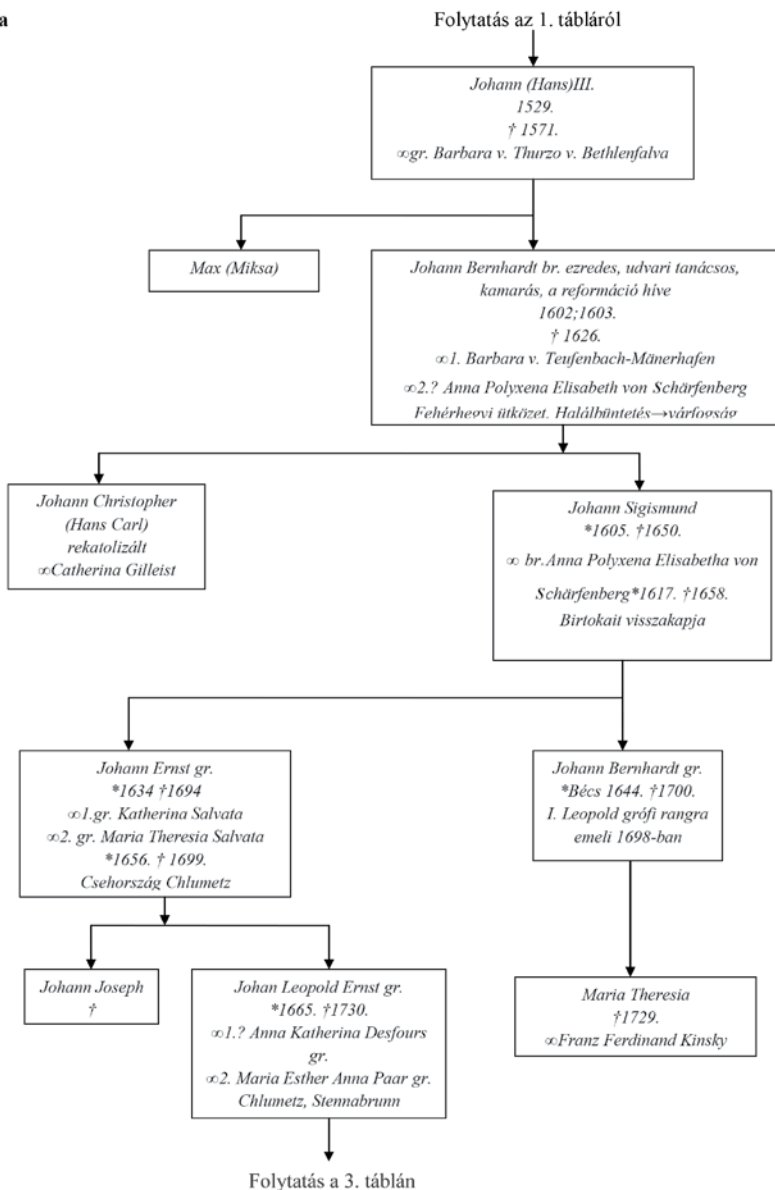 a
Folytatás az 1. tábláról
Johann (Hans)III.
1529.
† 1571.
∞gr. Barbara v. Thurzo v. Bethlenfalva
Max (Miksa)
Johann Bernhardt br. ezredes, udvari tanácsos,
kamarás, a reformáció híve
1602;1603.
† 1626.
∞1. Barbara v. Teufenbach-Mänerhafen
∞2.? Anna Polyxena Elisabeth von Schärfenberg
Fehérhegyi ütközet. Halálbüntetés→várfogság
Johann Christopher
(Hans Carl)
rekatolizált
∞Catherina Gilleist
Johann Sigismund
*1605. †1650.
∞ br.Anna Polyxena Elisabetha von
Schärfenberg*1617. †1658.
Birtokait visszakapja
Johann Ernst gr.
*1634 †1694
∞1.gr. Katherina Salvata
∞2. gr. Maria Theresia Salvata
*1656. † 1699.
Csehország Chlumetz
Johann Bernhardt gr.
*Bécs 1644. †1700.
I. Leopold grófi rangra
emeli 1698-ban
Johann Joseph
†
Johan Leopold Ernst gr.
*1665. †1730.
∞1.? Anna Katherina Desfours
gr.
∞2. Maria Esther Anna Paar gr.
Chlumetz, Stennabrunn
Maria Theresia
†1729.
∞Franz Ferdinand Kinsky
Folytatás a 3. táblán